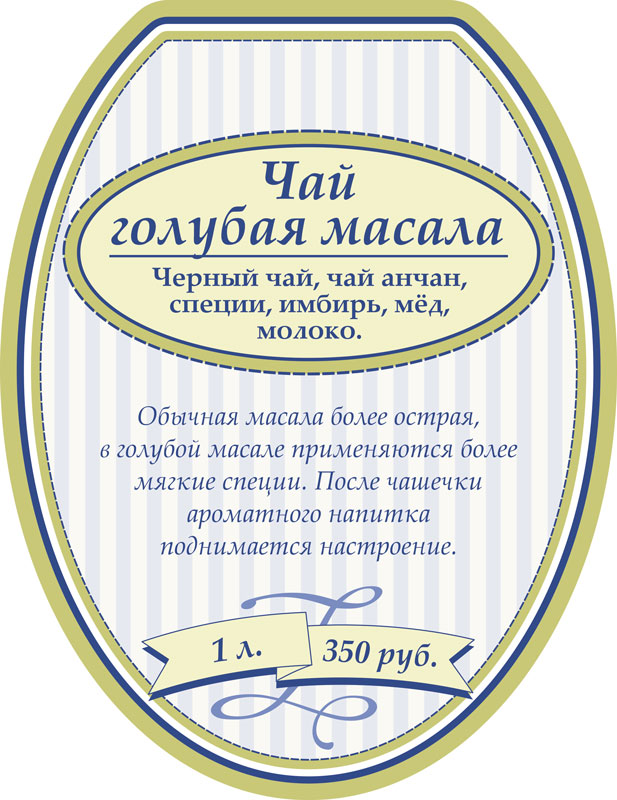 Чай
голубая масала
Черный чай, чай анчан,
специи, имбирь, мёд,
молоко.
Обычная масала более острая,
в голубой масале применяются более
мягкие специи. После чашечки
ароматного напитка
поднимается настроение.
1 л. 350 руб.